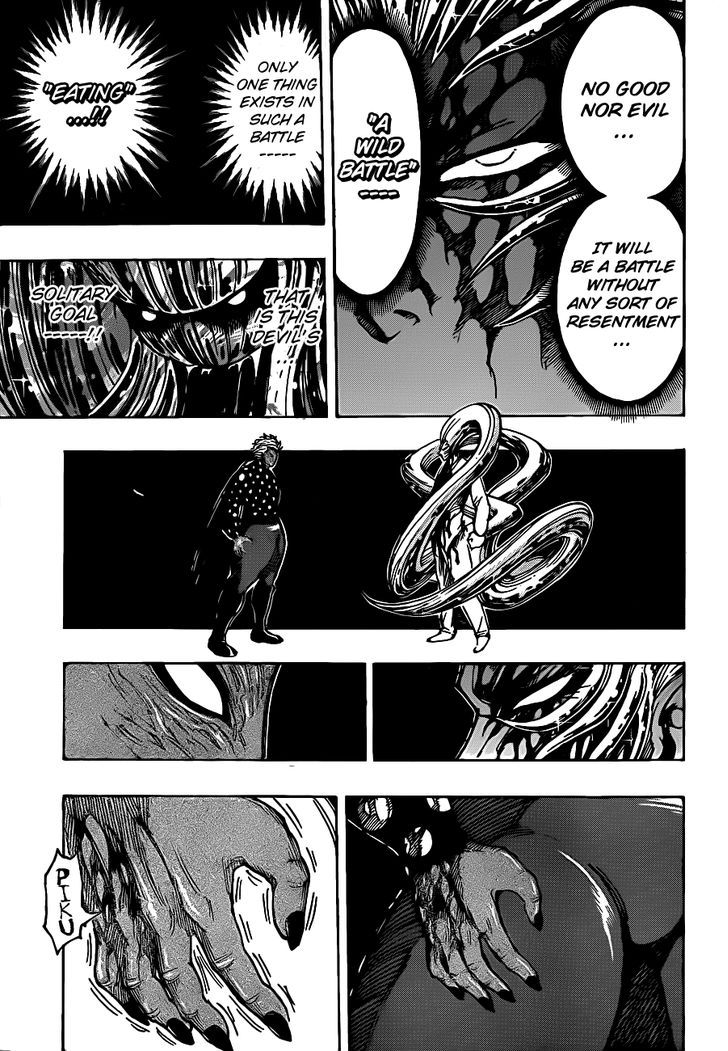 NO GOOD
NOR EVIL
...
IT WILL
BE A BATTLE
WITHOUT
ANY SORT OF
RESENTMENT
...
"A
WILD
BATTLE"
----
ONLY
ONE THING
EXISTS IN
SUCH A
BATTLE
-----
"EATING"
...!!
THAT
IS THIS
DEVIL'S
...
SOLITARY
GOAL
-----!!
PIKU